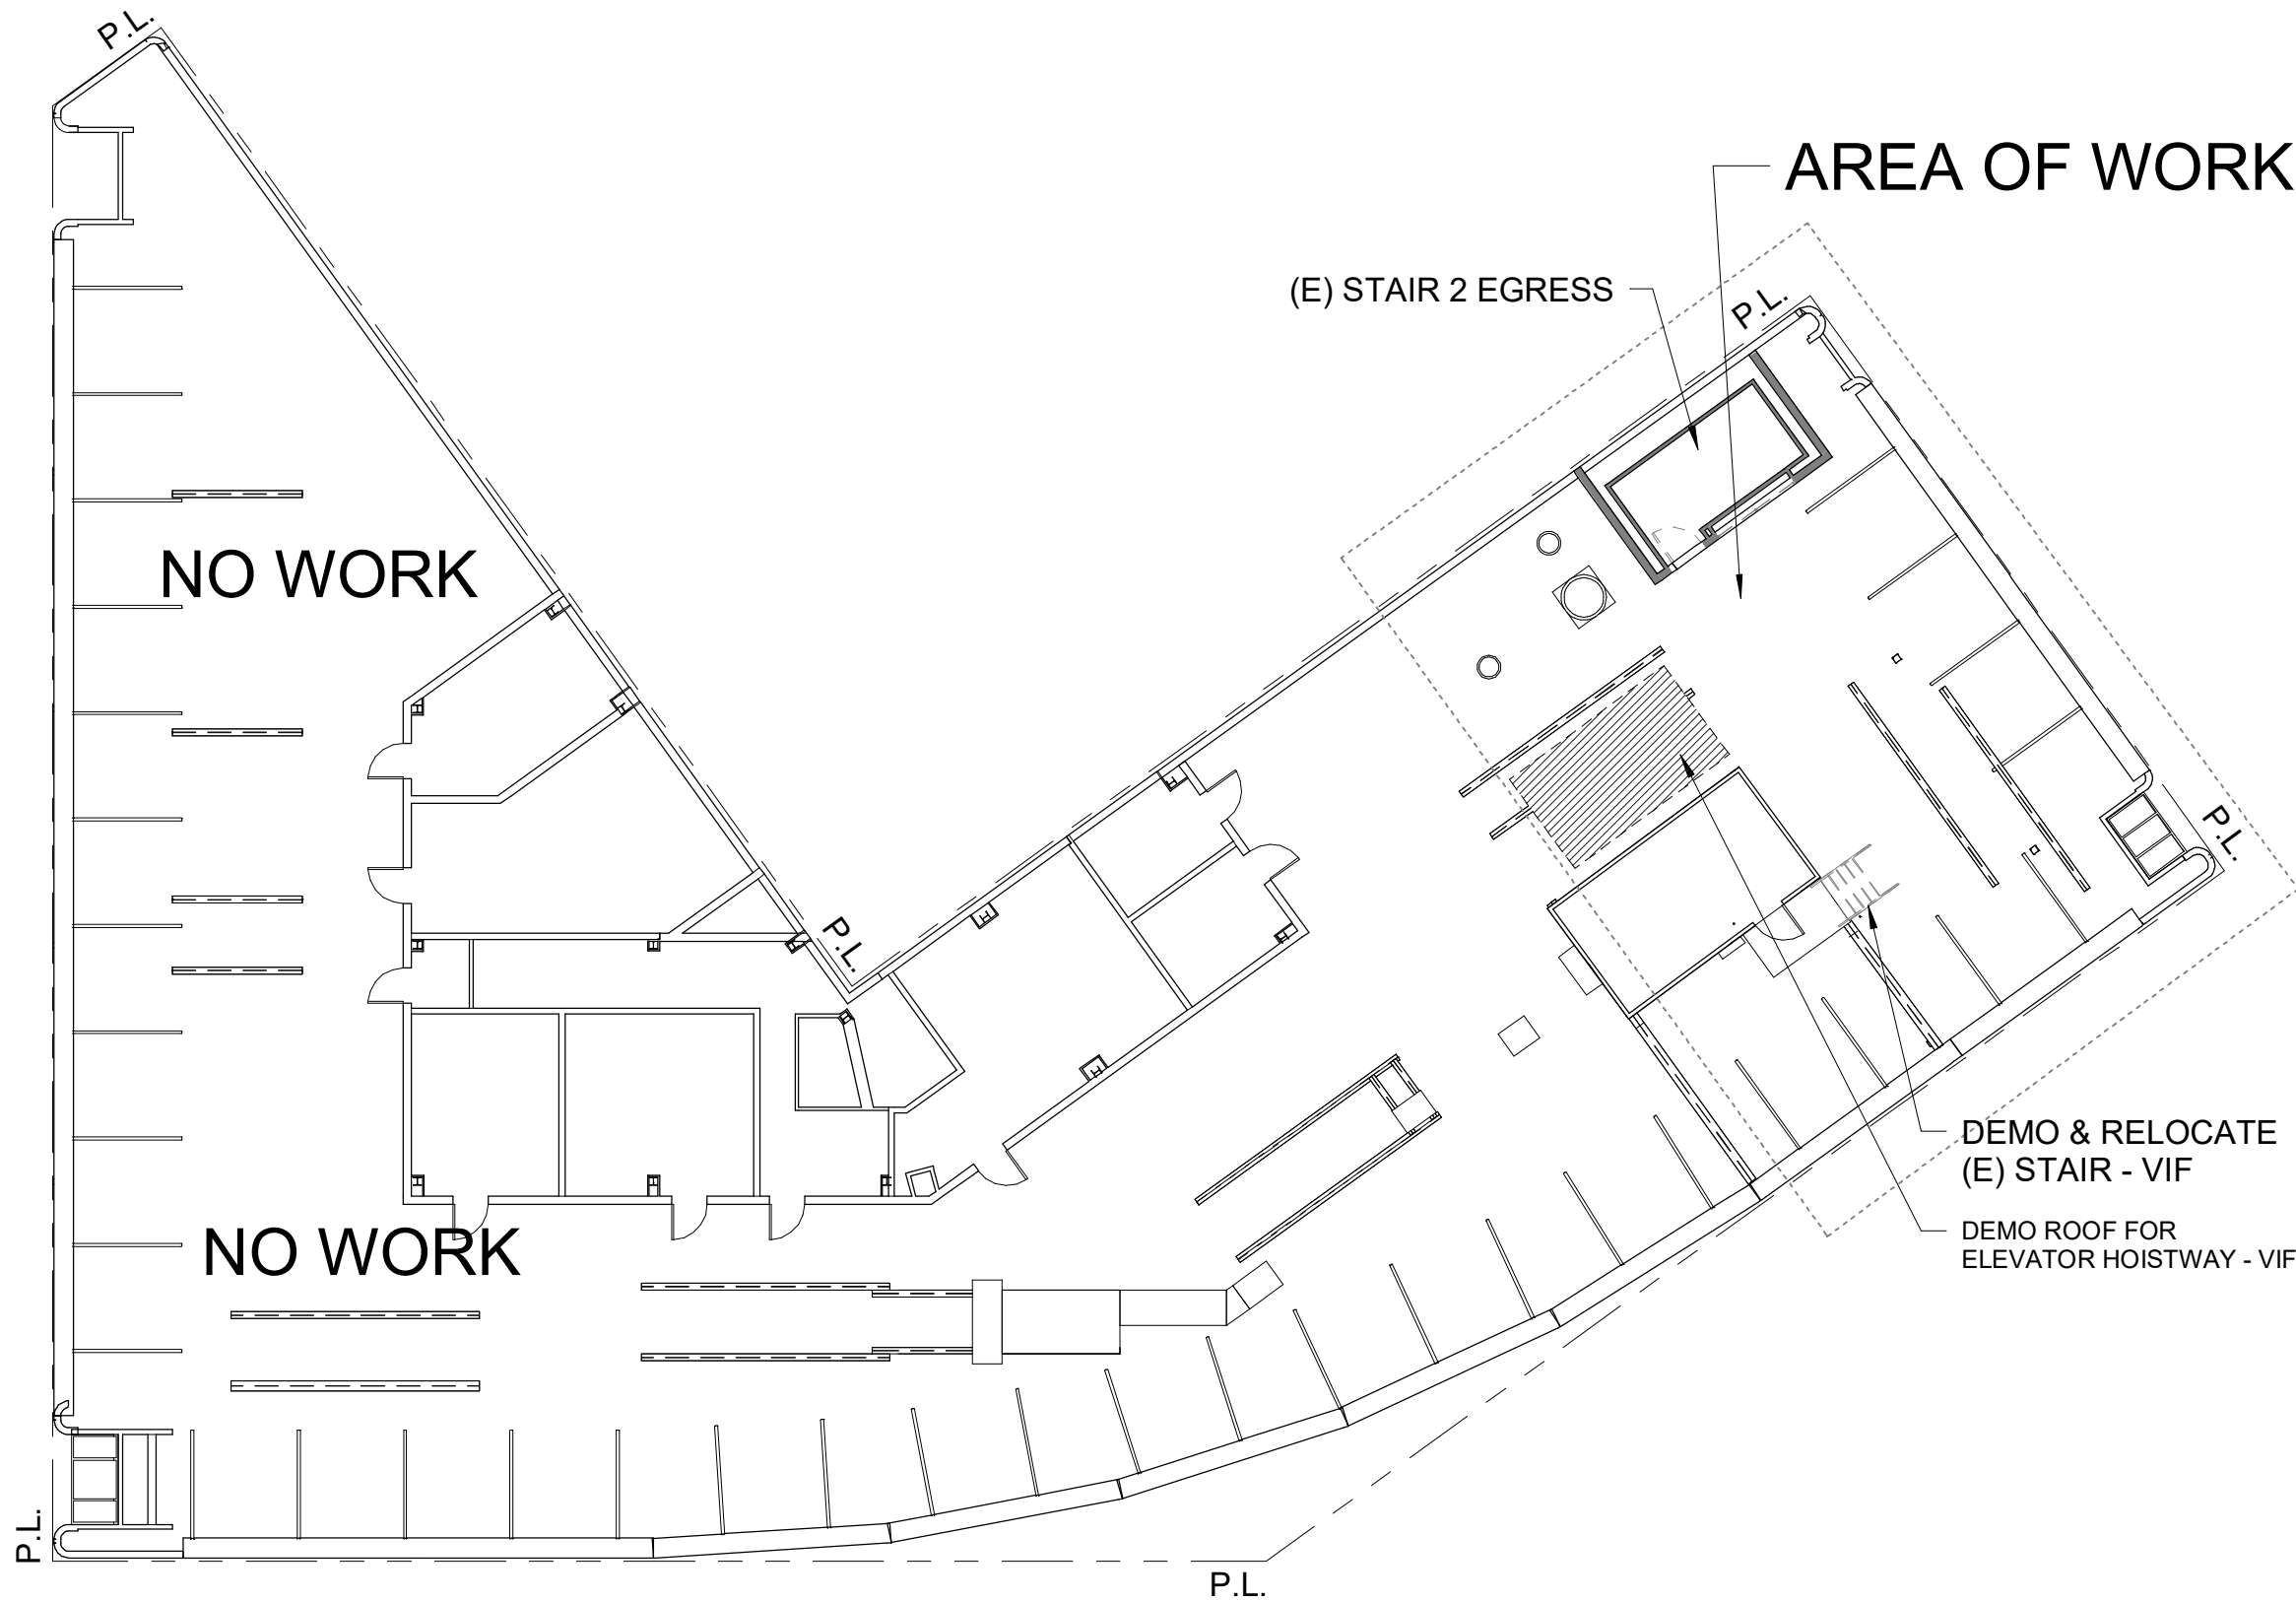 P.L.
AREA OF WORK
(E) STAIR 2 EGRESS
P.L.
NO WORK
P.L.
P.L.
DEMO & RELOCATE
(E) STAIR - VIF
DEMO ROOF FOR
ELEVATOR HOISTWAY - VIF
NO WORK
P.L.
P.L.